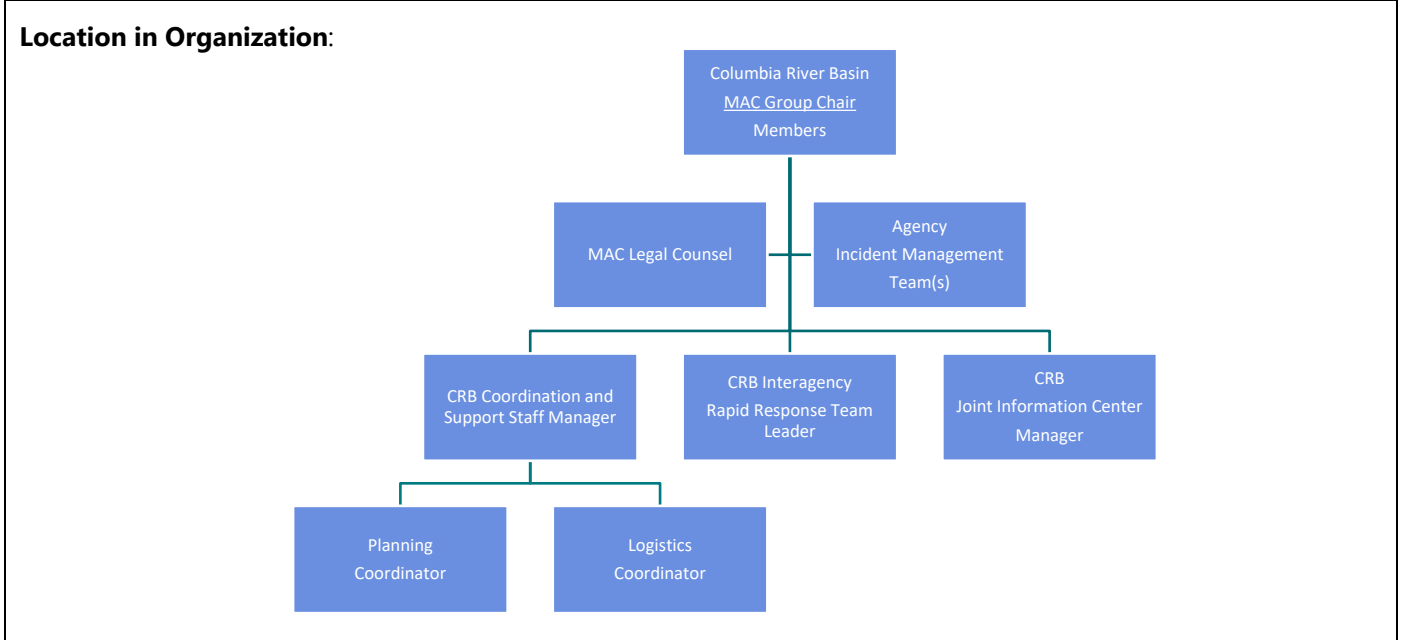 Location in Organization:
Columbia River Basin
MAC Group Chair
Members
MAC Legal Counsel
Agency
Incident Management
Team(s)
CRB Coordination and
Support Staff Manager
CRB Interagency
Rapid Response Team
Leader
CRB
Joint Information Center
Manager
Planning
Coordinator
Logistics
Coordinator